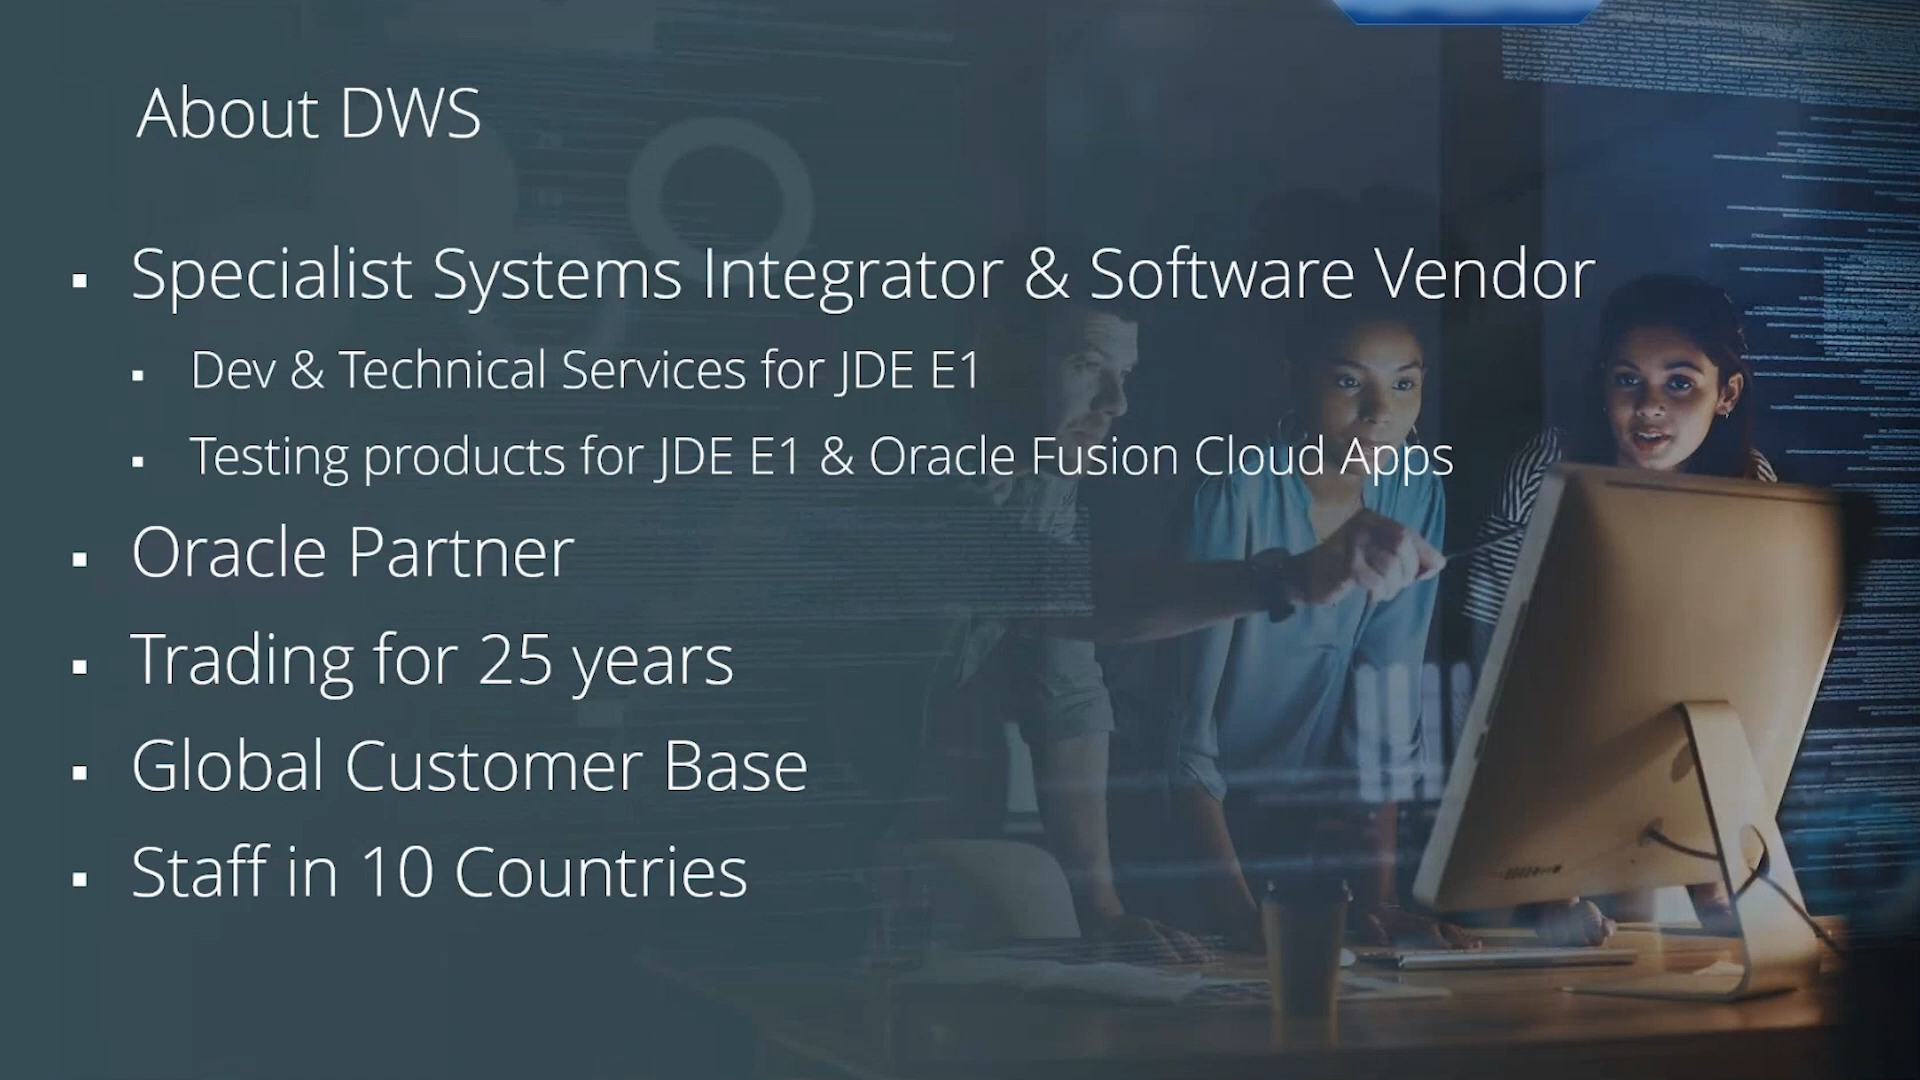 About DWS
Specialist Systems Integrator & Software Vendor
Dev & Technical Services for JDE E1
Testing products for JDE E1 & Oracle Fusion Cloud Apps
Oracle Partner
Trading for 25 years
Global Customer Base
Staff in 10 Countries